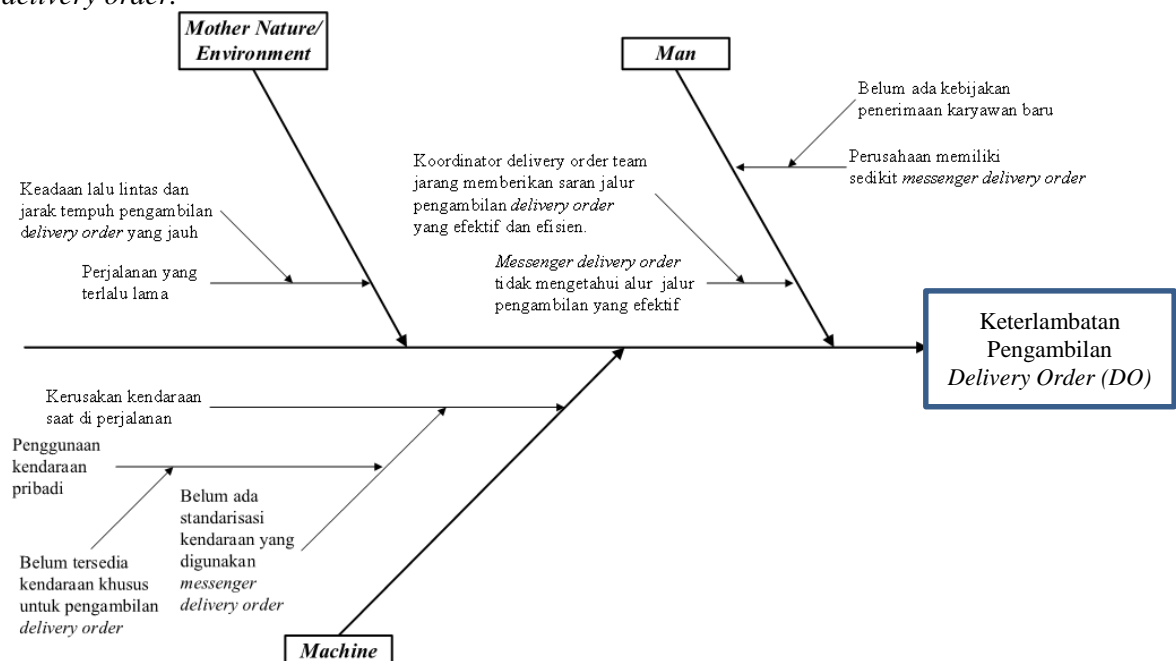 delivery order.
Mother Nature/
Environment
Man
Belum ada kebijakan
penerimaan karyawan baru
Koordinator delivery order team
jarang memberikan saran jalur
pengambilan delivery order
yang efektif dan efisien.
Perusahaan memiliki
sedikit messenger delivery order
Keadaan lalu lintas dan
jarak tempuh pengambilan
delivery order yang jauh
Perjalanan yang
terlalu lama
Messenger delivery order
tidak mengetahui alur jalur
pengambilan yang efektif
Keterlambatan
Pengambilan
Delivery Order (DO)
Kerusakan kendaraan
saat di perjalanan
Penggunaan
kendaraan
pribadi
Belum ada
standarisasi
kendaraan yang
digunakan
messenger
delivery order
Belum tersedia
kendaraan khusus
untuk pengambilan
delivery order
Machine